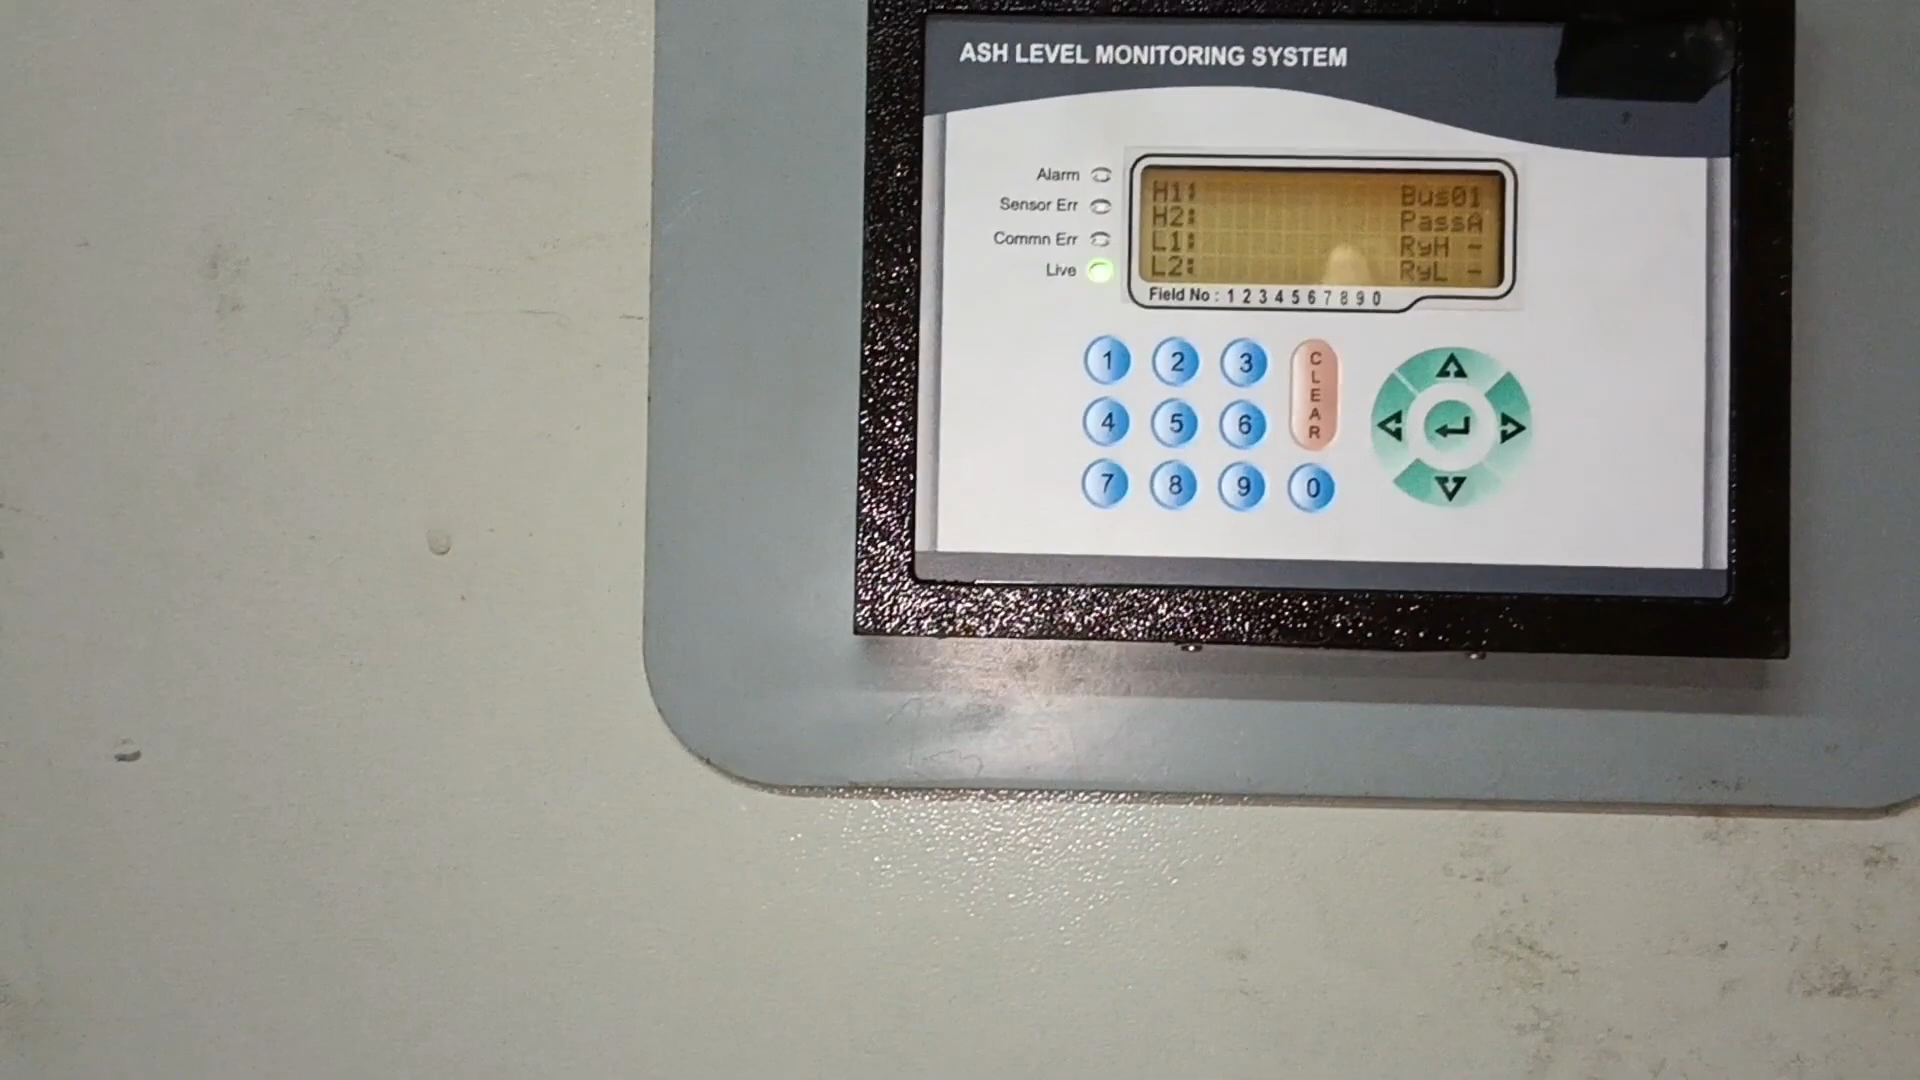 ASH LEVEL MONITORING SYSTEM
Alarm
Sensor Err
Commn Err
Live
H1: Bus01
H2: PassA
L1: RyH -
L2: RyL -
Field No : 1 2 3 4 5 6 7 8 9 0
1 2 3
4 5 6
7 8 9 0
CLEAR